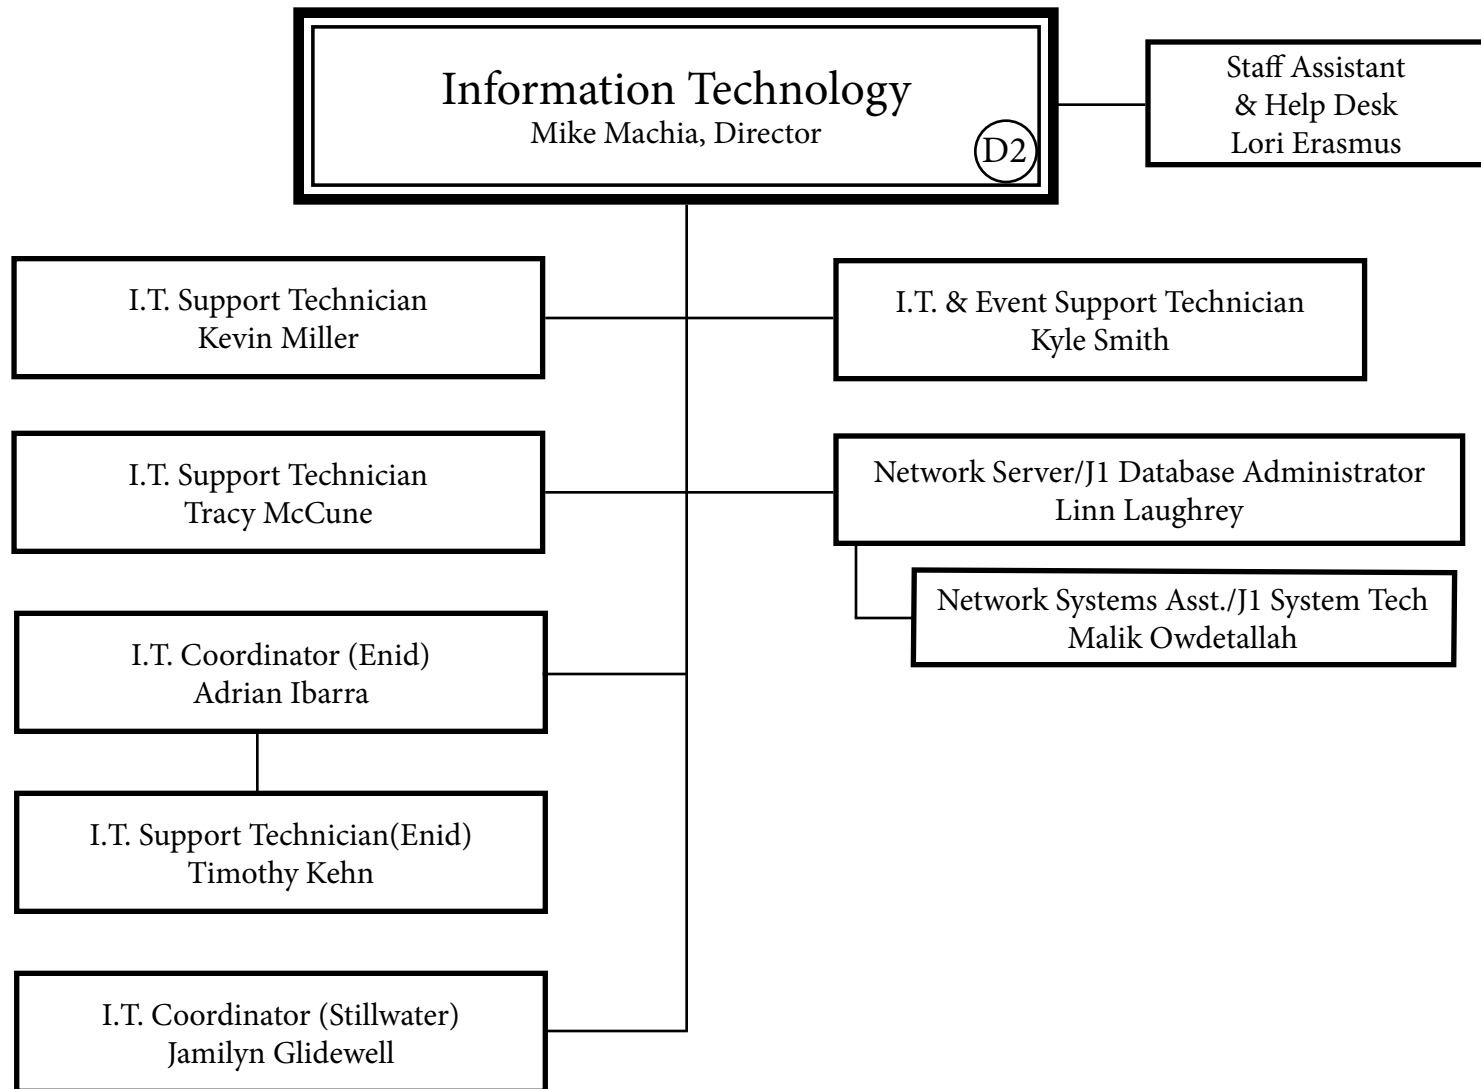 Information Technology
Mike Machia, Director
D2
Staff Assistant
& Help Desk
Lori Erasmus
I.T. Support Technician
Kevin Miller
I.T. & Event Support Technician
Kyle Smith
I.T. Support Technician
Tracy McCune
Network Server/J1 Database Administrator
Linn Laughrey
Network Systems Asst./J1 System Tech
Malik Owdetallah
I.T. Coordinator (Enid)
Adrian Ibarra
I.T. Support Technician(Enid)
Timothy Kehn
I.T. Coordinator (Stillwater)
Jamilyn Glidewell